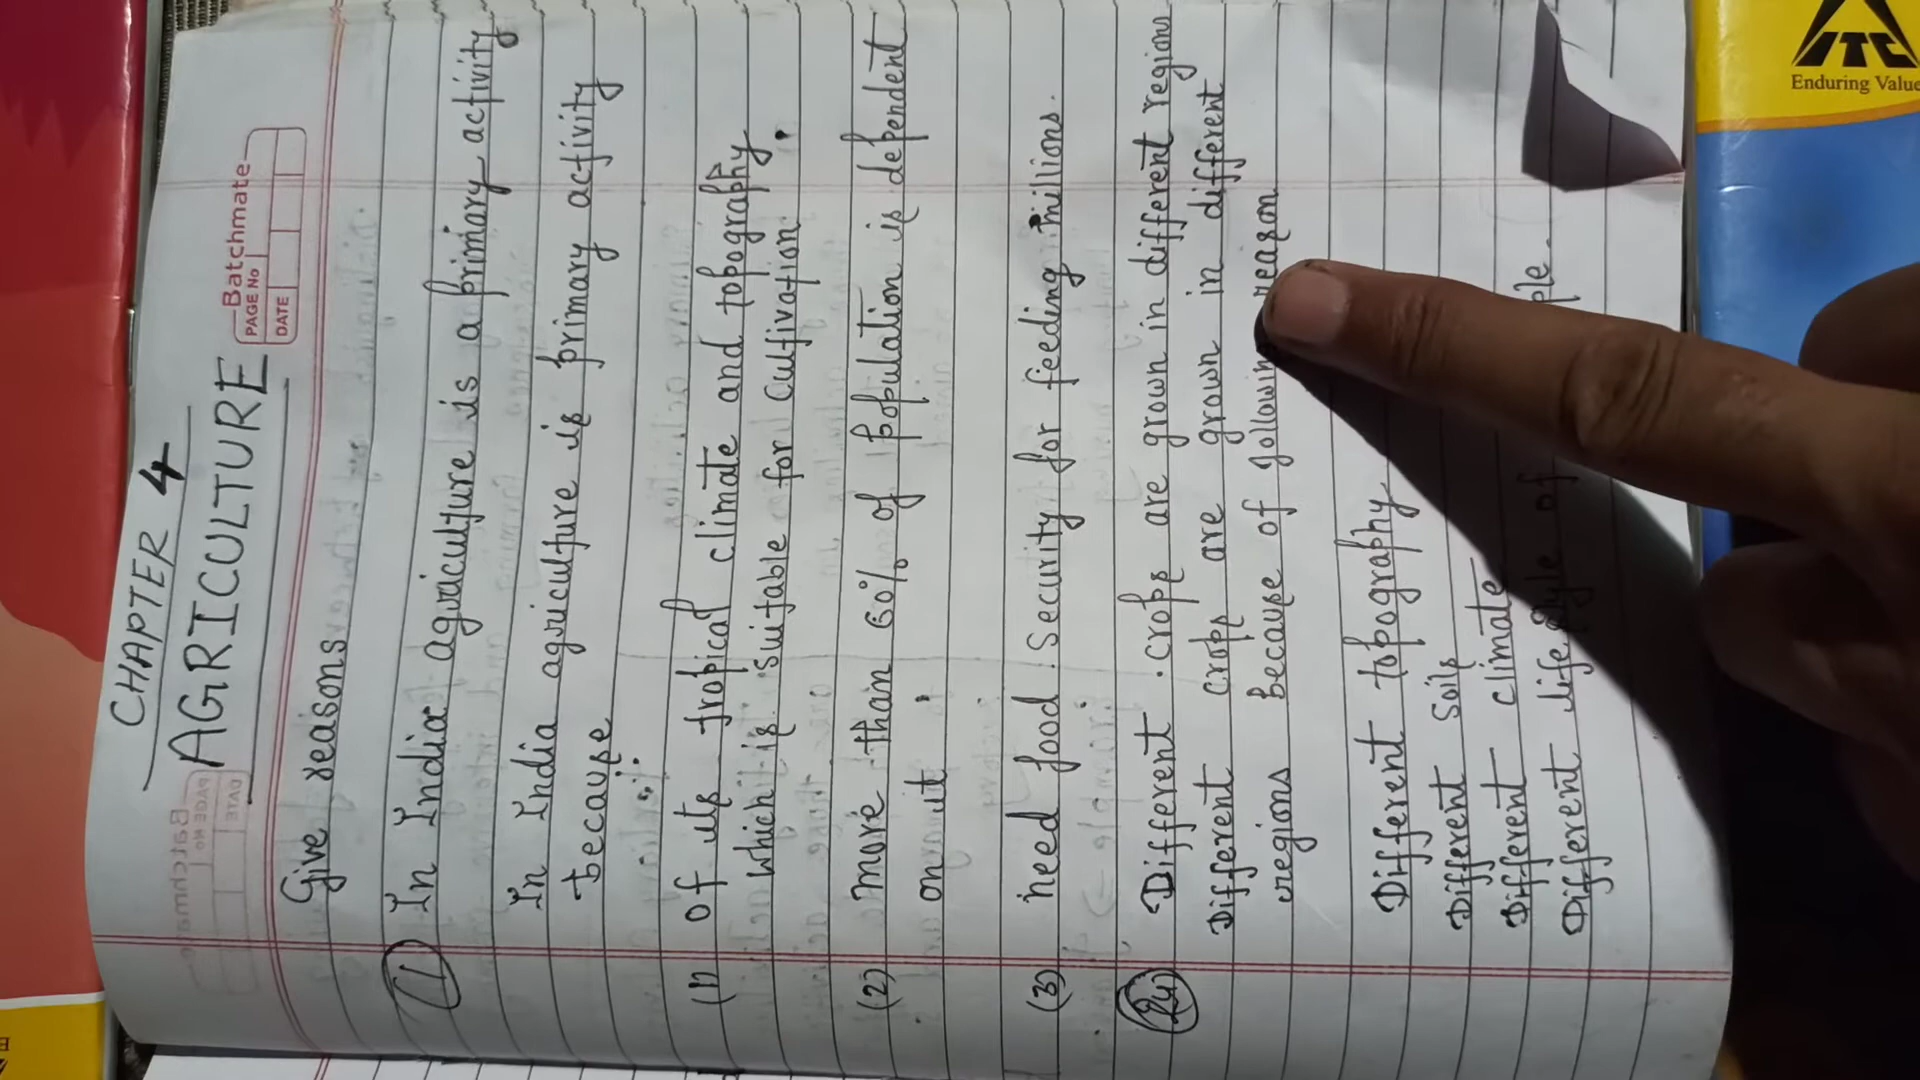 CHAPTER 4
AGRICULTURE
Batchmate
PAGE No
DATE
Give reasons
(1) In India agriculture is a primary activity
In India agriculture is primary activity
because
(1) Of its tropical climate and topography
which is suitable for cultivation.
(2) more than 60% of population is dependent
on it.
(3) need food security for feeding milions.
Different crops are grown in different regions
Different crops are grown in different
regions because of reason
Different topography
Different Soils
Different climate
Different life style of
ITC
Enduring Value